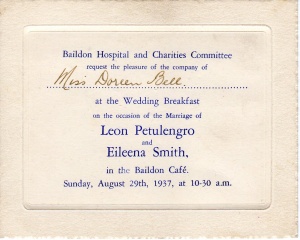 Baildon Hospital and Charities Committee
request the pleasure of the company of
Miss Doreen Bell
at the Wedding Breakfast
on the occasion of the Marriage of
Leon Petulengro
and
Eileena Smith,
in the Baildon Café.
Sunday, August 29th, 1937, at 10-30 a.m.